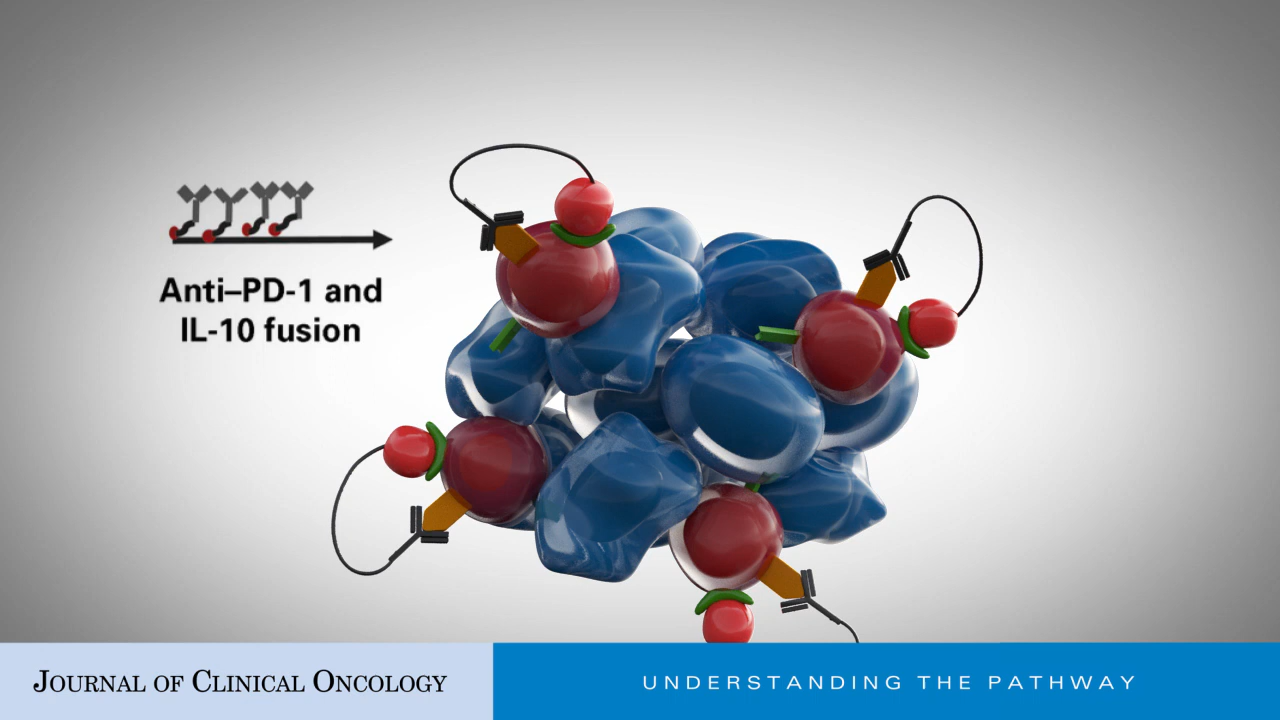 Anti–PD-1 and
IL-10 fusion
JOURNAL OF CLINICAL ONCOLOGY
UNDERSTANDING THE PATHWAY